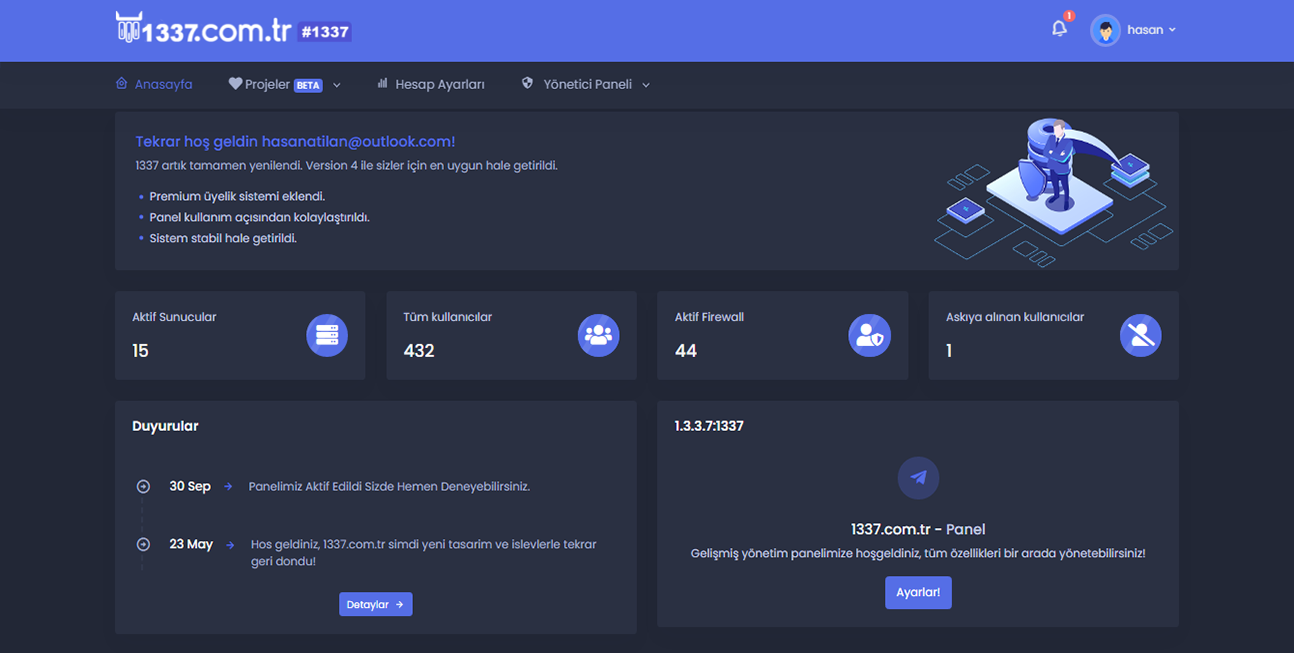 1337.com.tr #1337
1
hasan
Anasayfa
Projeler BETA
Hesap Ayarları
Yönetici Paneli
Tekrar hoş geldin hasanatilan@outlook.com!
1337 artık tamamen yenilendi. Version 4 ile sizler için en uygun hale getirildi.
Premium üyelik sistemi eklendi.
Panel kullanım açısından kolaylaştırıldı.
Sistem stabil hale getirildi.
Aktif Sunucular
15
Tüm kullanıcılar
432
Aktif Firewall
44
Askıya alınan kullanıcılar
1
Duyurular
30 Sep
Panelimiz Aktif Edildi Sizde Hemen Deneyebilirsiniz.
23 May
Hos geldiniz, 1337.com.tr simdi yeni tasarim ve islevlerle tekrar
geri dondu!
Detaylar
1.3.3.7:1337
1337.com.tr - Panel
Gelişmiş yönetim panelimize hoşgeldiniz, tüm özellikleri bir arada yönetebilirsiniz!
Ayarlar!